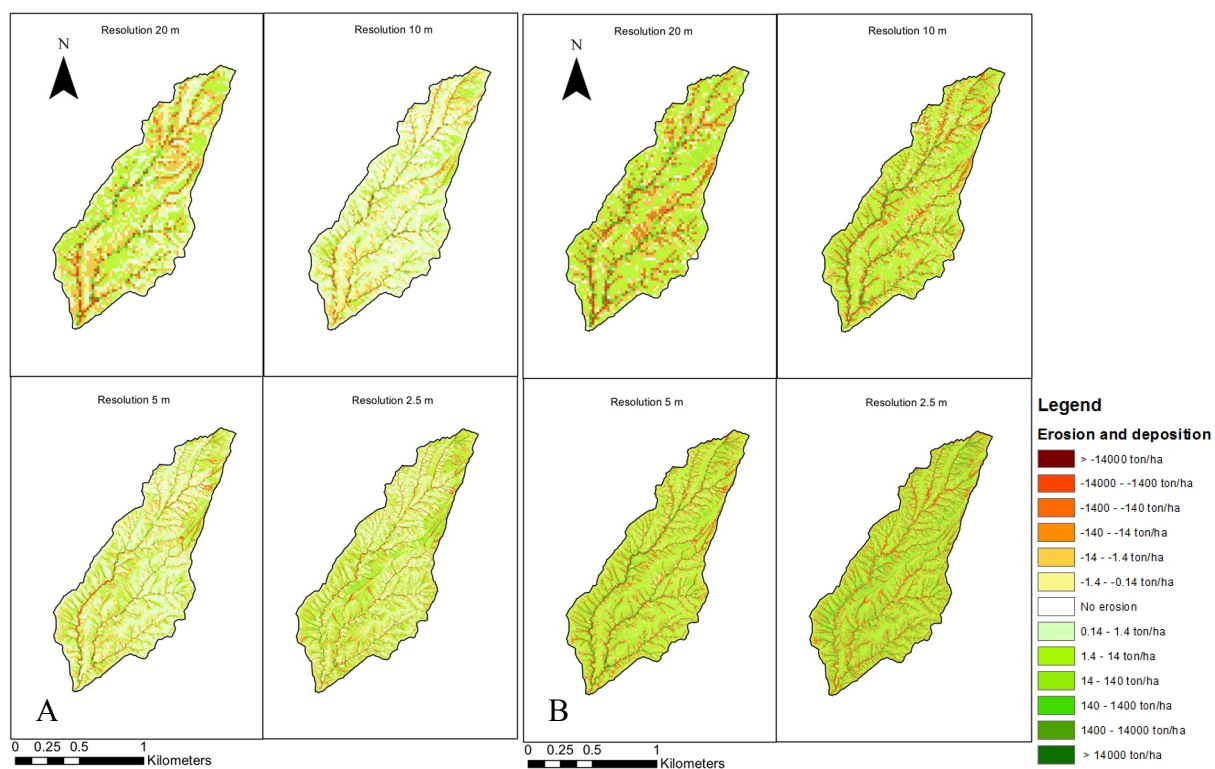 Resolution 20 m
Resolution 10 m
N
Resolution 5 m
Resolution 2.5 m
A
0 0.25 0.5 1
Kilometers
Resolution 20 m
Resolution 10 m
N
Resolution 5 m
Resolution 2.5 m
B
0 0.25 0.5 1
Kilometers
Legend
Erosion and deposition
> -14000 ton/ha
-14000 - -1400 ton/ha
-1400 - -140 ton/ha
-140 - -14 ton/ha
-14 - -1.4 ton/ha
-1.4 - -0.14 ton/ha
No erosion
0.14 - 1.4 ton/ha
1.4 - 14 ton/ha
14 - 140 ton/ha
140 - 1400 ton/ha
1400 - 14000 ton/ha
> 14000 ton/ha